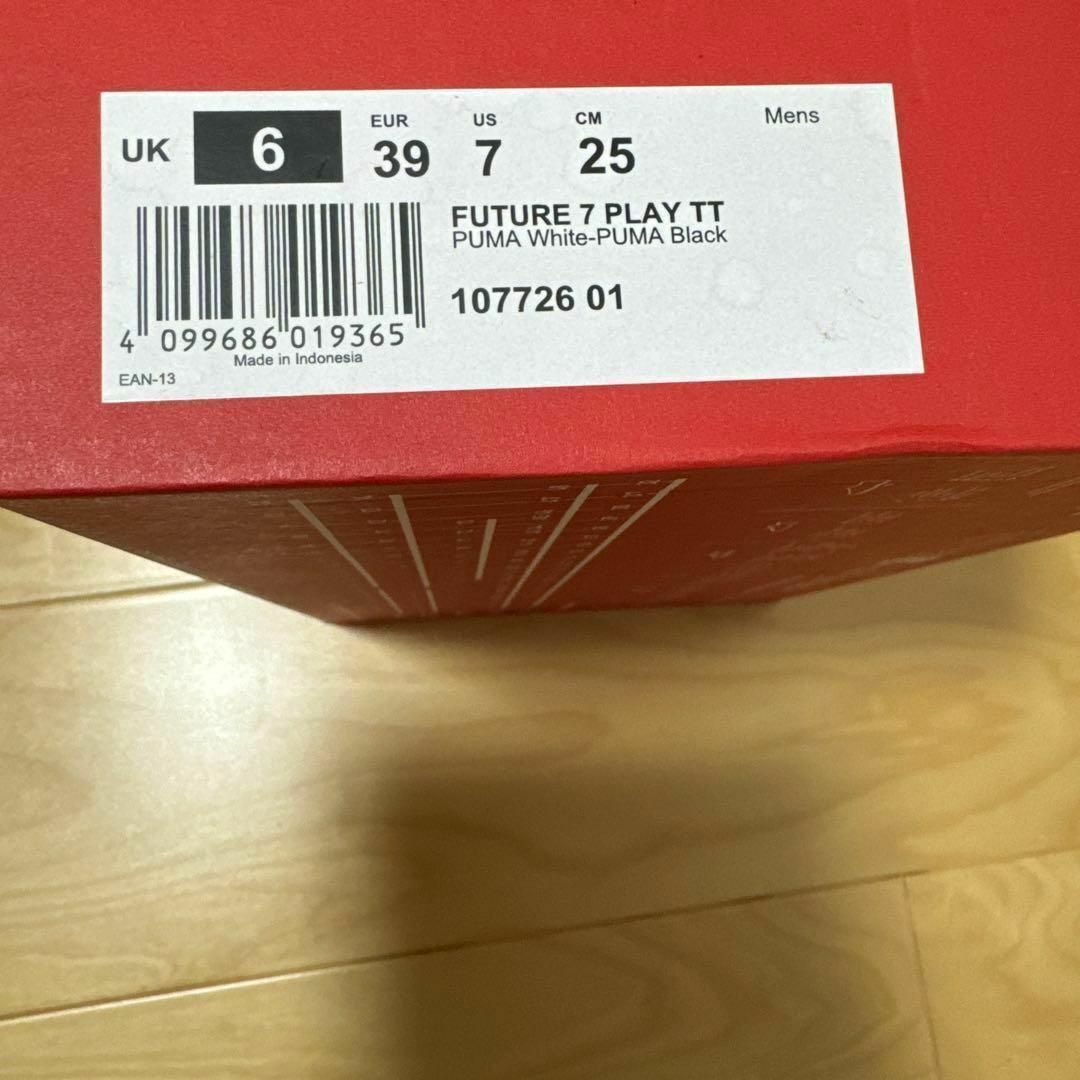 UK 6 EUR 39 US 7 CM 25 Mens
FUTURE 7 PLAY TT
PUMA White-PUMA Black
107726 01
4 099686 019365
Made in Indonesia
EAN-13